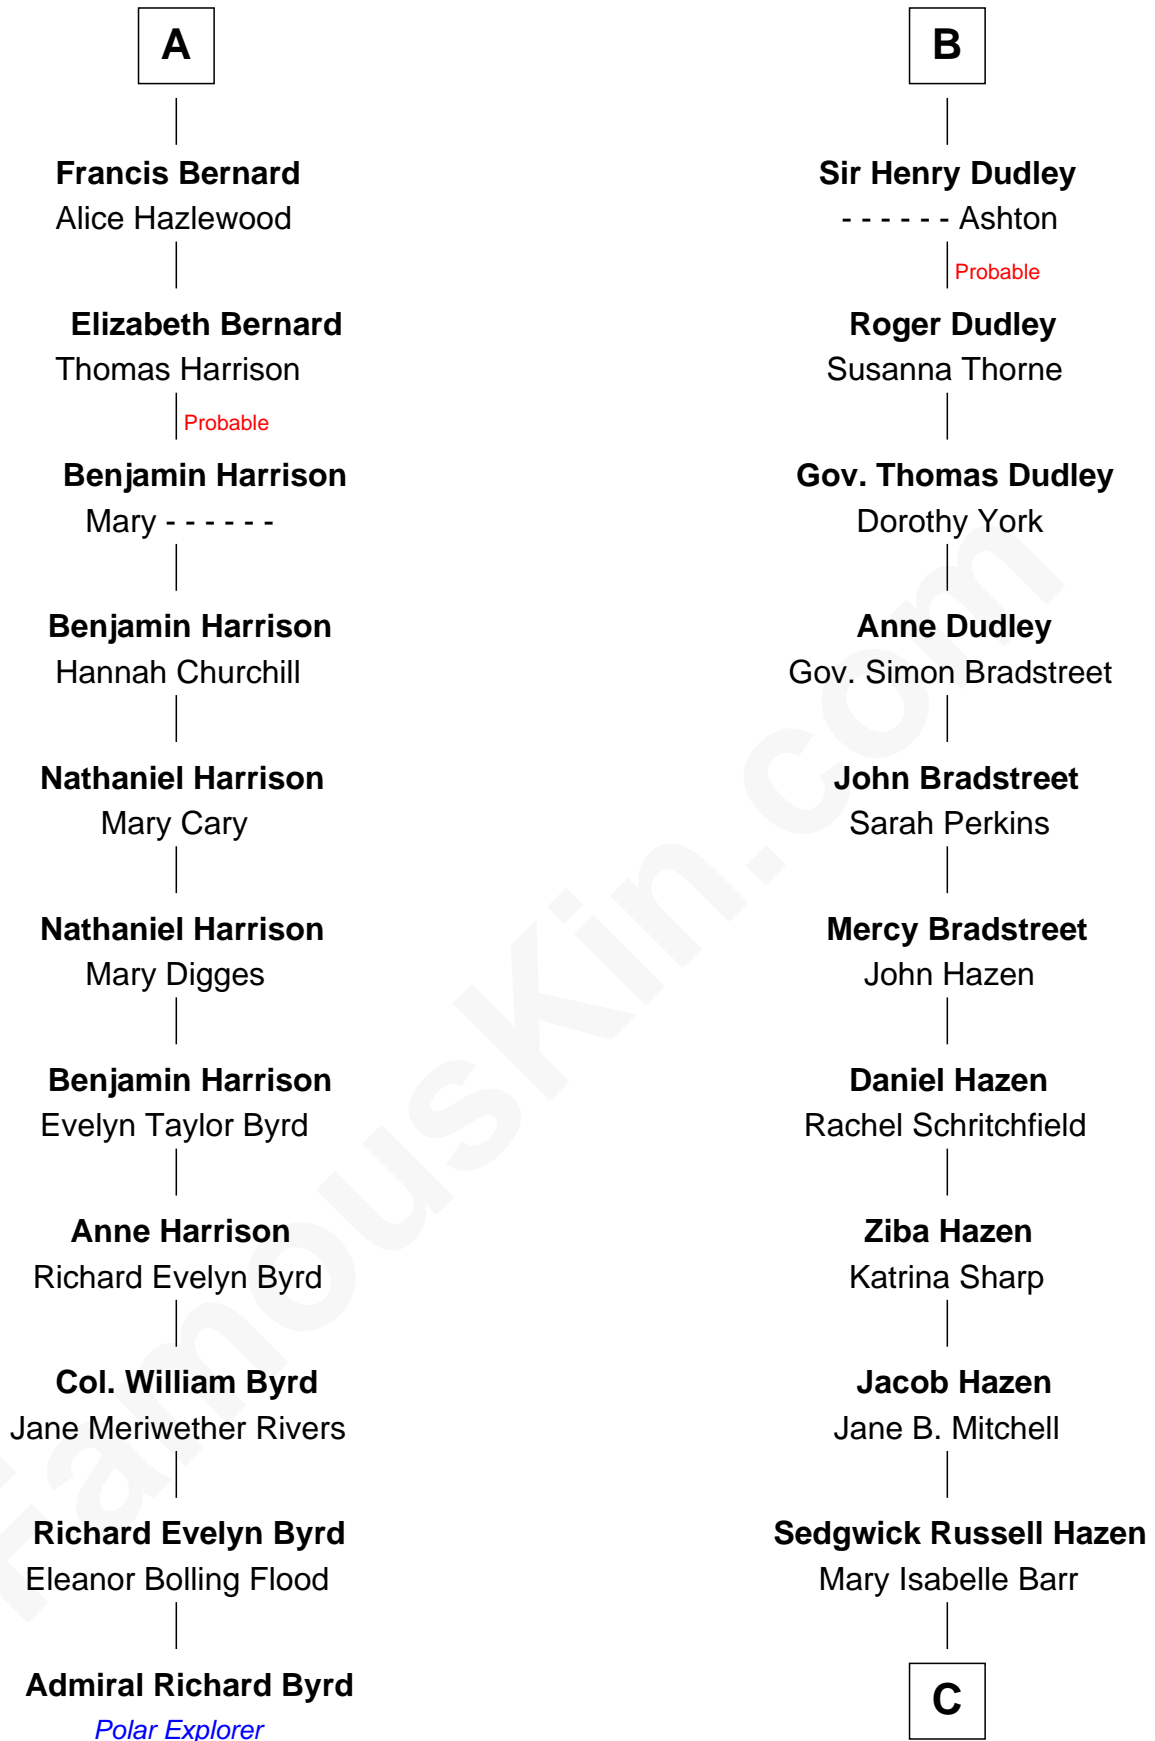 A
Francis Bernard
Alice Hazlewood
Elizabeth Bernard
Thomas Harrison
Probable
Benjamin Harrison
Mary - - - - - -
Benjamin Harrison
Hannah Churchill
Nathaniel Harrison
Mary Cary
Nathaniel Harrison
Mary Digges
Benjamin Harrison
Evelyn Taylor Byrd
Anne Harrison
Richard Evelyn Byrd
Col. William Byrd
Jane Meriwether Rivers
Richard Evelyn Byrd
Eleanor Bolling Flood
Admiral Richard Byrd
Polar Explorer
B
Sir Henry Dudley
- - - - - - Ashton
Probable
Roger Dudley
Susanna Thorne
Gov. Thomas Dudley
Dorothy York
Anne Dudley
Gov. Simon Bradstreet
John Bradstreet
Sarah Perkins
Mercy Bradstreet
John Hazen
Daniel Hazen
Rachel Schritchfield
Ziba Hazen
Katrina Sharp
Jacob Hazen
Jane B. Mitchell
Sedgwick Russell Hazen
Mary Isabelle Barr
C
FamousKin.com